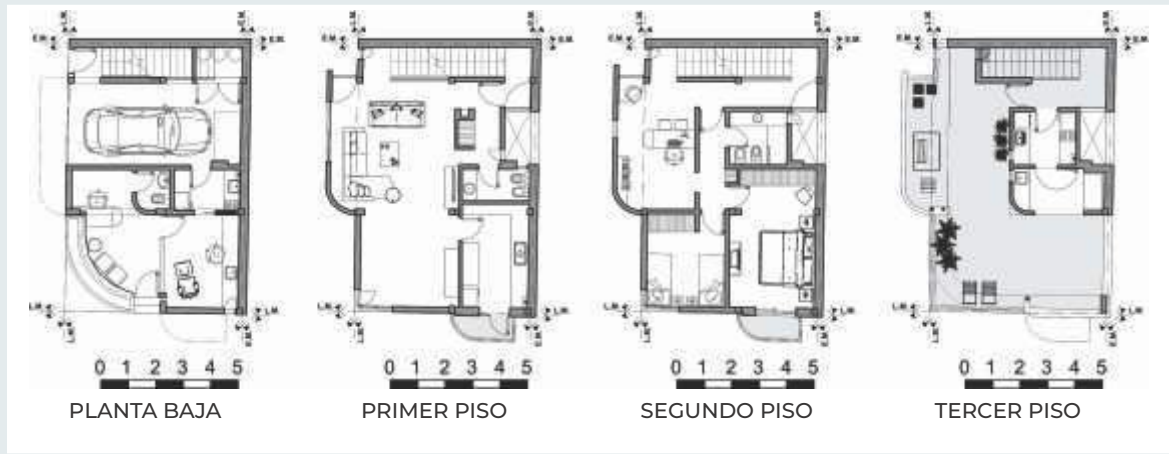 E.M. E.M. E.M. E.M. E.M. E.M. E.M. E.M.
L.M. L.M. L.M. L.M. L.M. L.M. L.M. L.M.
0 1 2 3 4 5 0 1 2 3 4 5 0 1 2 3 4 5 0 1 2 3 4 5
PLANTA BAJA PRIMER PISO SEGUNDO PISO TERCER PISO